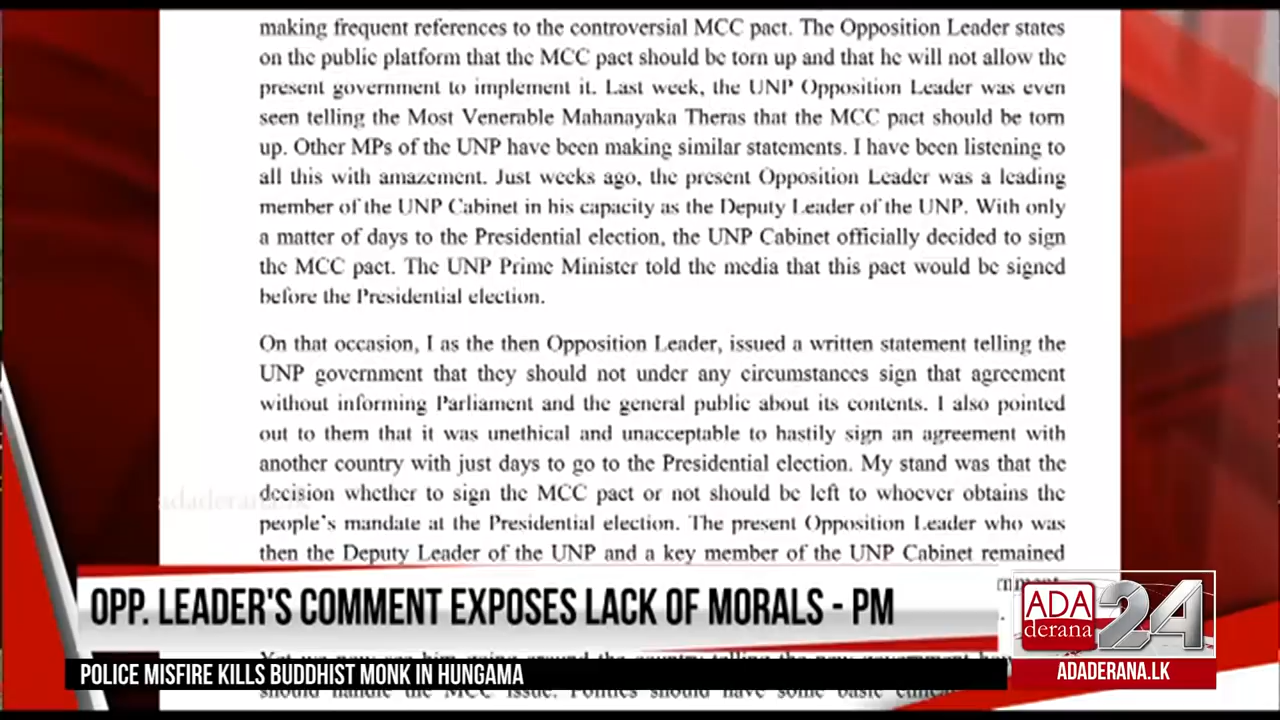 making frequent references to the controversial MCC pact. The Opposition Leader states
on the public platform that the MCC pact should be torn up and that he will not allow the
present government to implement it. Last week, the UNP Opposition Leader was even
seen telling the Most Venerable Mahanayaka Theras that the MCC pact should be torn
up. Other MPs of the UNP have been making similar statements. I have been listening to
all this with amazement. Just weeks ago, the present Opposition Leader was a leading
member of the UNP Cabinet in his capacity as the Deputy Leader of the UNP. With only
a matter of days to the Presidential election, the UNP Cabinet officially decided to sign
the MCC pact. The UNP Prime Minister told the media that this pact would be signed
before the Presidential election.
On that occasion, I as the then Opposition Leader, issued a written statement telling the
UNP government that they should not under any circumstances sign that agreement
without informing Parliament and the general public about its contents. I also pointed
out to them that it was unethical and unacceptable to hastily sign an agreement with
another country with just days to go to the Presidential election. My stand was that the
decision whether to sign the MCC pact or not should be left to whoever obtains the
people's mandate at the Presidential election. The present Opposition Leader who was
then the Deputy Leader of the UNP and a key member of the UNP Cabinet remained
adaderana.lk
OPP. LEADER'S COMMENT EXPOSES LACK OF MORALS - PM
ADA
derana 24
POLICE MISFIRE KILLS BUDDHIST MONK IN HUNGAMA
ADADERANA.LK
should handle the MCC issue. Politics should have some basic